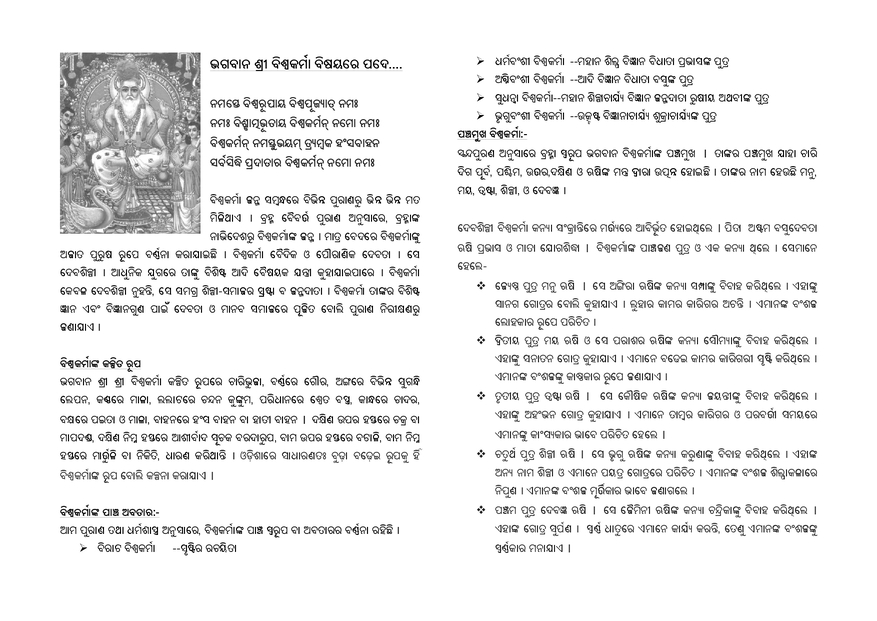 ଭଗବାନ ଶ୍ରୀ ବିଶ୍ୱକର୍ମା ବିଷୟରେ ପଦେ....
ନମସ୍ତେ ବିଶ୍ୱରୂପାୟ ବିଶ୍ୱପୂଜ୍ୟାତ୍ ନମଃ
ନମଃ ବିଶ୍ୱାତ୍ମଭୂତାୟ ବିଶ୍ୱକର୍ମନ୍ ନମୋ ନମଃ
ବିଶ୍ୱକର୍ମନ୍ ନମସ୍ତୁଭ୍ୟମ୍ ତ୍ର୍ୟମ୍ବକ ହଂସବାହନ
ସର୍ବସିଦ୍ଧି ପ୍ରଦାତାର ବିଶ୍ୱକର୍ମନ୍ ନମୋ ନମଃ
ବିଶ୍ୱକର୍ମା ଜନ୍ମ ସମ୍ବନ୍ଧରେ ବିଭିନ୍ନ ପୁରାଣରୁ ଭିନ୍ନ ଭିନ୍ନ ମତ
ମିଳିଥାଏ । ବ୍ରହ୍ମ ବୈବର୍ତ୍ତ ପୁରାଣ ଅନୁସାରେ, ବ୍ରହ୍ମାଙ୍କ
ନାଭିଦେଶରୁ ବିଶ୍ୱକର୍ମାଙ୍କ ଜନ୍ମ । ମାତ୍ର ବେଦରେ ବିଶ୍ୱକର୍ମାଙ୍କୁ
ଅଜାତ ପୁରୁଷ ରୂପେ ବର୍ଣ୍ଣନା କରାଯାଇଛି । ବିଶ୍ୱକର୍ମା ବୈଦିକ ଓ ପୌରାଣିକ ଦେବତା । ସେ
ଦେବଶିଳ୍ପୀ । ଆଧୁନିକ ଯୁଗରେ ତାଙ୍କୁ ବିଶିଷ୍ଟ ଆଦି ବୈଷୟିକ ଯନ୍ତ୍ରୀ କୁହାଯାଇପାରେ । ବିଶ୍ୱକର୍ମା
କେବଳ ଦେବଶିଳ୍ପୀ ନୁହନ୍ତି, ସେ ସମଗ୍ର ଶିଳ୍ପୀ-ସମାଜର ସ୍ରଷ୍ଟା ବ ଜନ୍ମଦାତା । ବିଶ୍ୱକର୍ମା ତାଙ୍କର ବିଶିଷ୍ଟ
ଜ୍ଞାନ ଏବଂ ବିଜ୍ଞାନଗୁଣ ପାଇଁ ଦେବତା ଓ ମାନବ ସମାଜରେ ପୂଜିତ ବୋଲି ପୁରାଣ ନିରୀକ୍ଷଣରୁ
ଜଣାଯାଏ ।
ବିଶ୍ୱକର୍ମାଙ୍କ କଳ୍ପିତ ରୂପ
ଭଗବାନ ଶ୍ରୀ ଶ୍ରୀ ବିଶ୍ୱକର୍ମା କଳ୍ପିତ ରୂପରେ ଚାରିଭୁଜା, ବର୍ଣ୍ଣରେ ଗୌର, ଅଙ୍ଗରେ ବିଭିନ୍ନ ସୁଗନ୍ଧି
ଲେପନ, କଣ୍ଠରେ ମାଳା, ଲଲାଟରେ ଚନ୍ଦନ କୁଙ୍କୁମ, ପରିଧାନରେ ଶ୍ୱେତ ବସ୍ତ୍ର, କାନ୍ଧରେ ଚାଦର,
ବକ୍ଷରେ ପଇତା ଓ ମାଳା, ବାହନରେ ହଂସ ବାହନ ବା ହାତୀ ବାହନ । ଦକ୍ଷିଣ ଉପର ହସ୍ତରେ ଚକ୍ର ବା
ମାପଦଣ୍ଡ, ଦକ୍ଷିଣ ନିମ୍ନ ହସ୍ତରେ ଆଶୀର୍ବାଦ ସୂଚକ ବରଦାରୁପ, ବାମ ଉପର ହସ୍ତରେ ବଟାଳି, ବାମ ନିମ୍ନ
ହସ୍ତରେ ମାର୍ତୁଳି ବା ନିକିତି, ଧାରଣ କରିଥାନ୍ତି । ଓଡ଼ିଶାରେ ସାଧାରଣତଃ ବୁଢ଼ା ବଢ଼େଇ ରୂପକୁ ହିଁ
ବିଶ୍ୱକର୍ମାଙ୍କ ରୂପ ବୋଲି କଳ୍ପନା କରାଯାଏ ।
ବିଶ୍ୱକର୍ମାଙ୍କ ପାଞ୍ଚ ଅବତାର:-
ଆମ ପୁରାଣ ତଥା ଧର୍ମଶାସ୍ତ୍ର ଅନୁସାରେ, ବିଶ୍ୱକର୍ମାଙ୍କ ପାଞ୍ଚ ସ୍ୱରୂପ ବା ଅବତାରର ବର୍ଣ୍ଣନା ରହିଛି ।
➢ ବିରାଟ ବିଶ୍ୱକର୍ମା --ସୃଷ୍ଟିର ରଚୟିତା
➢ ଧର୍ମବଂଶୀ ବିଶ୍ୱକର୍ମା --ମହାନ ଶିଳ୍ପ ବିଜ୍ଞାନ ବିଧାତା ପ୍ରଭାସଙ୍କ ପୁତ୍ର
➢ ଅଙ୍ଗିବଂଶୀ ବିଶ୍ୱକର୍ମା --ଆଦି ବିଜ୍ଞାନ ବିଧାତା ବସୁଙ୍କ ପୁତ୍ର
➢ ସୁଧନ୍ୱା ବିଶ୍ୱକର୍ମା--ମହାନ ଶିଳ୍ପାଚାର୍ଯ୍ୟ ବିଜ୍ଞାନ ଜନ୍ମଦାତା ରୁଷୀୟ ଅଥର୍ବୀଙ୍କ ପୁତ୍ର
➢ ଭୃଗୁବଂଶୀ ବିଶ୍ୱକର୍ମା --ଉତ୍କୃଷ୍ଟ ବିଜ୍ଞାନାଚାର୍ଯ୍ୟ ଶୁକ୍ରାଚାର୍ଯ୍ୟଙ୍କ ପୁତ୍ର
ପଞ୍ଚମୁଖ ବିଶ୍ୱକର୍ମା:-
ସ୍କନ୍ଦପୁରଣ ଅନୁସାରେ ବ୍ରହ୍ମା ସ୍ୱରୂପ ଭଗବାନ ବିଶ୍ୱକର୍ମାଙ୍କ ପଞ୍ଚମୁଖ । ତାଙ୍କର ପଞ୍ଚମୁଖ ଯାହା ଚାରି
ଦିଗ ପୂର୍ବ, ପଶ୍ଚିମ, ଉତ୍ତର,ଦକ୍ଷିଣ ଓ ଋଷିଙ୍କ ମନ୍ତ୍ର ଦ୍ୱାରା ଉତ୍ପନ୍ନ ହୋଇଛି । ତାଙ୍କର ନାମ ହେଉଛି ମନୁ,
ମୟ, ତ୍ୱଷ୍ଟା, ଶିଳ୍ପୀ, ଓ ଦେବଜ୍ଞ ।
ଦେବଶିଳ୍ପୀ ବିଶ୍ୱକର୍ମା କନ୍ୟା ସଂକ୍ରାନ୍ତିରେ ମର୍ତ୍ତ୍ୟରେ ଆବିର୍ଭୂତ ହୋଇଥିଲେ । ପିତା ଅଷ୍ଟମ ବସୁଦେବତା
ଋଷି ପ୍ରଭାସ ଓ ମାତା ଯୋଗଶିଦ୍ଧା । ବିଶ୍ୱକର୍ମାଙ୍କ ପାଞ୍ଚଜଣ ପୁତ୍ର ଓ ଏକ କନ୍ୟା ଥିଲେ । ସେମାନେ
ହେଲେ-
❖ ଜ୍ୟେଷ୍ଠ ପୁତ୍ର ମନୁ ଋଷି । ସେ ଅଙ୍ଗିରା ଋଷିଙ୍କ କନ୍ୟା ସମ୍ପାଙ୍କୁ ବିବାହ କରିଥିଲେ । ଏହାଙ୍କୁ
ସାନଗ ଗୋତ୍ରର ବୋଲି କୁହାଯାଏ । ଲୁହାର କାମର କାରିଗର ଅଟନ୍ତି । ଏମାନଙ୍କ ବଂଶଜ
ଲୋହକାର ରୂପେ ପରିଚିତ ।
❖ ଦ୍ୱିତୀୟ ପୁତ୍ର ମୟ ଋଷି । ସେ ପରାଶର ଋଷିଙ୍କ କନ୍ୟା ସୌମ୍ୟାଙ୍କୁ ବିବାହ କରିଥିଲେ ।
ଏହାଙ୍କୁ ସନାତନ ଗୋତ୍ର କୁହାଯାଏ । ଏମାନେ ବଢେଇ କାମର କାରିଗରୀ ସୃଷ୍ଟି କରିଥିଲେ ।
ଏମାନଙ୍କ ବଂଶଜଙ୍କୁ କାଷ୍ଠକାର ରୂପେ ଜଣାଯାଏ ।
❖ ତୃତୀୟ ପୁତ୍ର ତ୍ୱଷ୍ଟା ଋଷି । ସେ କୌଷିକ ଋଷିଙ୍କ କନ୍ୟା ଜୟନ୍ତୀଙ୍କୁ ବିବାହ କରିଥିଲେ ।
ଏହାଙ୍କୁ ଅହଂଭନ ଗୋତ୍ର କୁହାଯାଏ । ଏମାନେ ତାମ୍ବର କାରିଗର ଓ ପରବର୍ତୀ ସମୟରେ
ଏମାନଙ୍କୁ କାଂସ୍ୟକାର ଭାବେ ପରିଚିତ ହେଲେ ।
❖ ଚତୁର୍ଥ ପୁତ୍ର ଶିଳ୍ପୀ ଋଷି । ସେ ଭୃଗୁ ଋଷିଙ୍କ କନ୍ୟା କରୁଣାଙ୍କୁ ବିବାହ କରିଥିଲେ । ଏହାଙ୍କ
ଅନ୍ୟ ନାମ ଶିଳ୍ପୀ ଓ ଏମାନେ ପୟତ୍ନ ଗୋତ୍ରରେ ପରିଚିତ । ଏମାନଙ୍କ ବଂଶଜ ଶିଳ୍ପକଳାରେ
ନିପୁଣ । ଏମାନଙ୍କ ବଂଶଜ ମୂର୍ତ୍ତିକାର ଭାବେ ଜଣାଗଲେ ।
❖ ପଞ୍ଚମ ପୁତ୍ର ଦେବଜ୍ଞ ଋଷି । ସେ ଜୈମିନୀ ଋଷିଙ୍କ କନ୍ୟା ଚନ୍ଦ୍ରିକାଙ୍କୁ ବିବାହ କରିଥିଲେ ।
ଏହାଙ୍କ ଗୋତ୍ର ସୁର୍ପଣ । ସ୍ୱର୍ଣ୍ଣ ଧାତୁରେ ଏମାନେ କାର୍ଯ୍ୟ କରନ୍ତି, ତେଣୁ ଏମାନଙ୍କ ବଂଶଜଙ୍କୁ
ସ୍ୱର୍ଣ୍ଣକାର ମନାଯାଏ ।